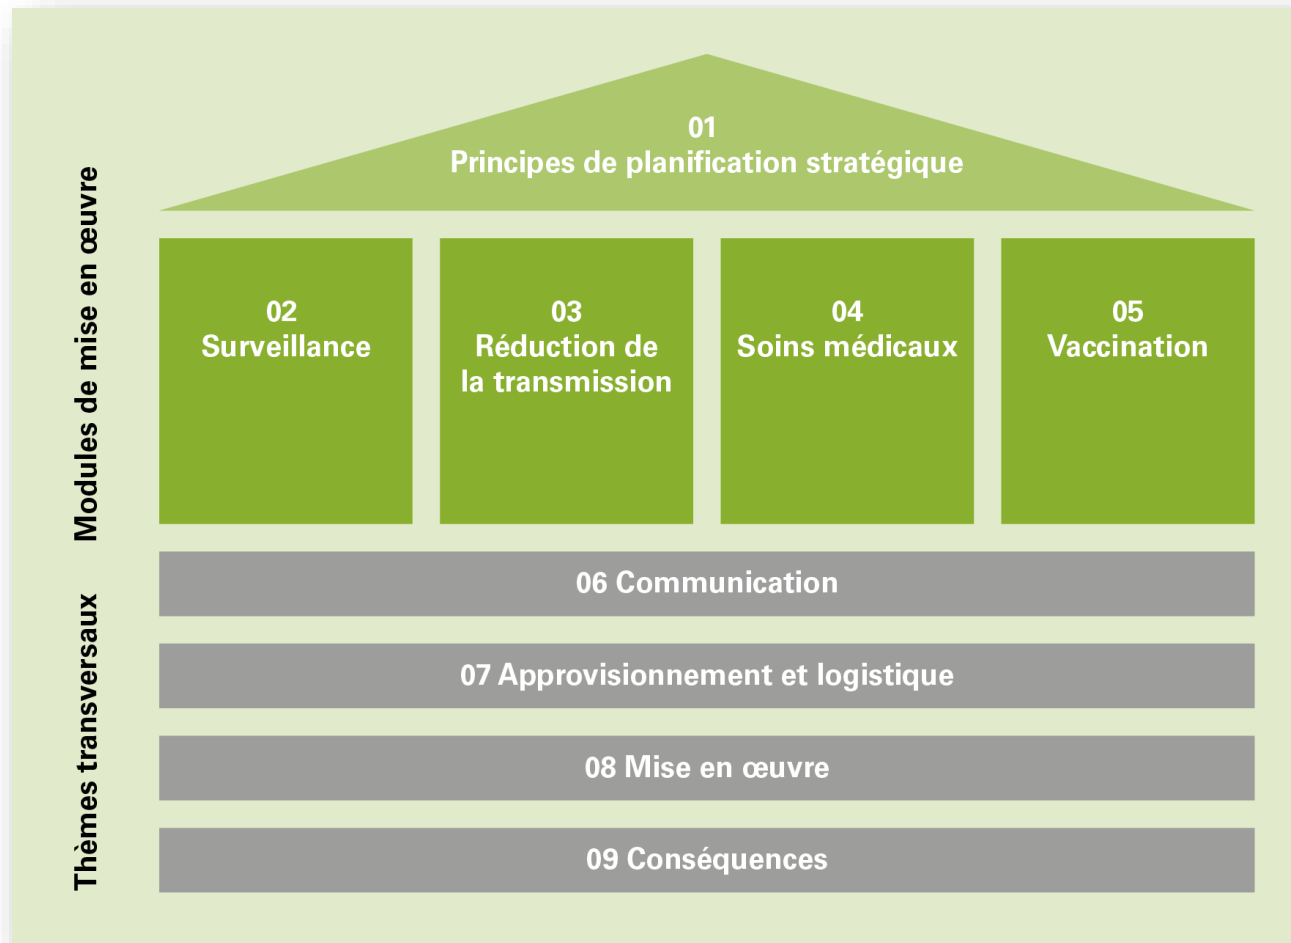 01
Principes de planification stratégique
Modules de mise en œuvre
02
Surveillance
03
Réduction de
la transmission
04
Soins médicaux
05
Vaccination
Thèmes transversaux
06 Communication
07 Approvisionnement et logistique
08 Mise en œuvre
09 Conséquences